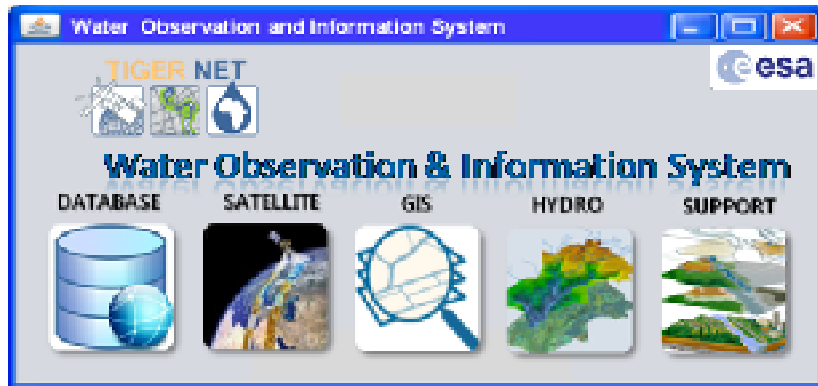 Water Observation and Information System
TIGER NET
esa
Water Observation & Information System
DATABASE SATELLITE GIS HYDRO SUPPORT